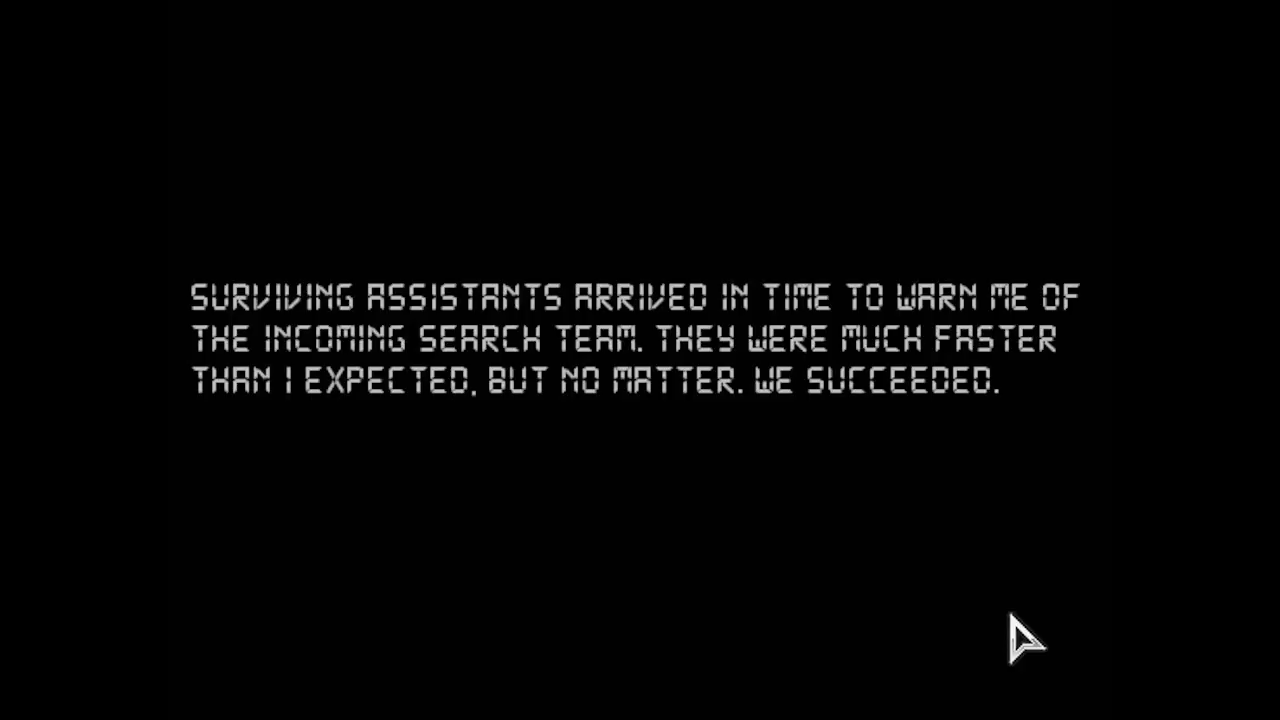 SURVIVING ASSISTANTS ARRIVED IN TIME TO WARN ME OF
THE INCOMING SEARCH TEAM. THEY WERE MUCH FASTER
THAN I EXPECTED, BUT NO MATTER. WE SUCCEEDED.